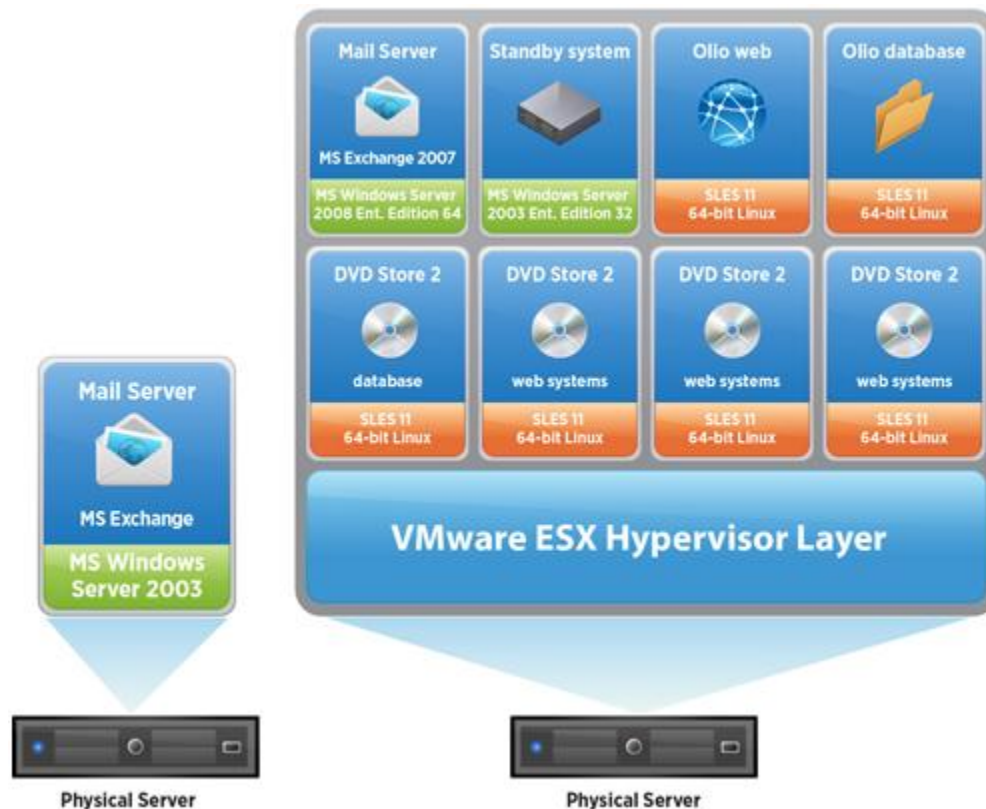 Mail Server
MS Exchange 2007
MS Windows Server
2008 Ent. Edition 64
Standby system
MS Windows Server
2003 Ent. Edition 32
Olio web
SLES 11
64-bit Linux
Olio database
SLES 11
64-bit Linux
DVD Store 2
database
SLES 11
64-bit Linux
DVD Store 2
web systems
SLES 11
64-bit Linux
DVD Store 2
web systems
SLES 11
64-bit Linux
DVD Store 2
web systems
SLES 11
64-bit Linux
VMware ESX Hypervisor Layer
Mail Server
MS Exchange
MS Windows
Server 2003
Physical Server
Physical Server